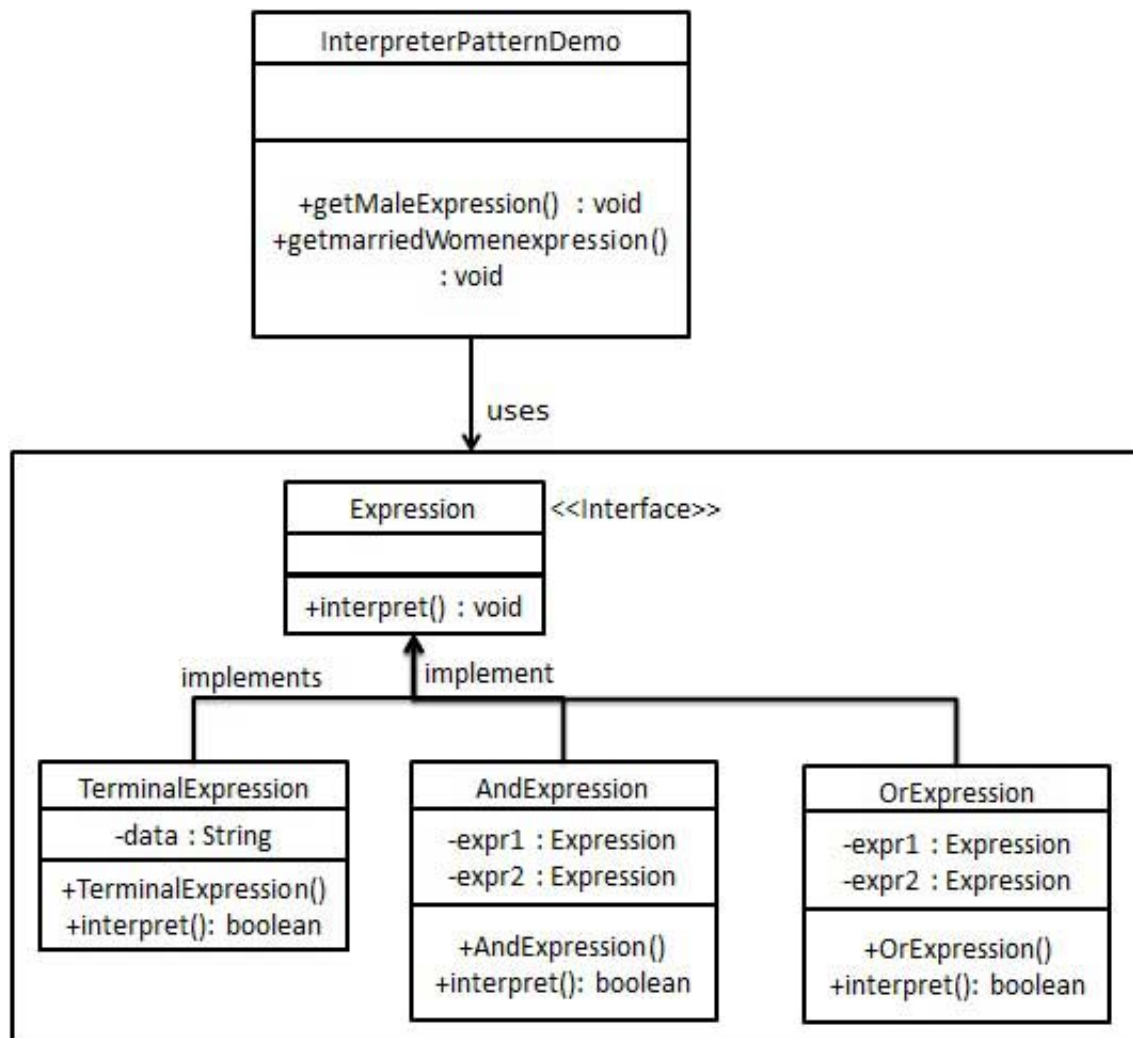 InterpreterPatternDemo
+getMaleExpression() : void
+getmarriedWomenexpression()
: void
uses
Expression
<<Interface>>
+interpret() : void
implements
implement
TerminalExpression
-data : String
+TerminalExpression()
+interpret(): boolean
AndExpression
-expr1 : Expression
-expr2 : Expression
+AndExpression()
+interpret(): boolean
OrExpression
-expr1 : Expression
-expr2 : Expression
+OrExpression()
+interpret(): boolean